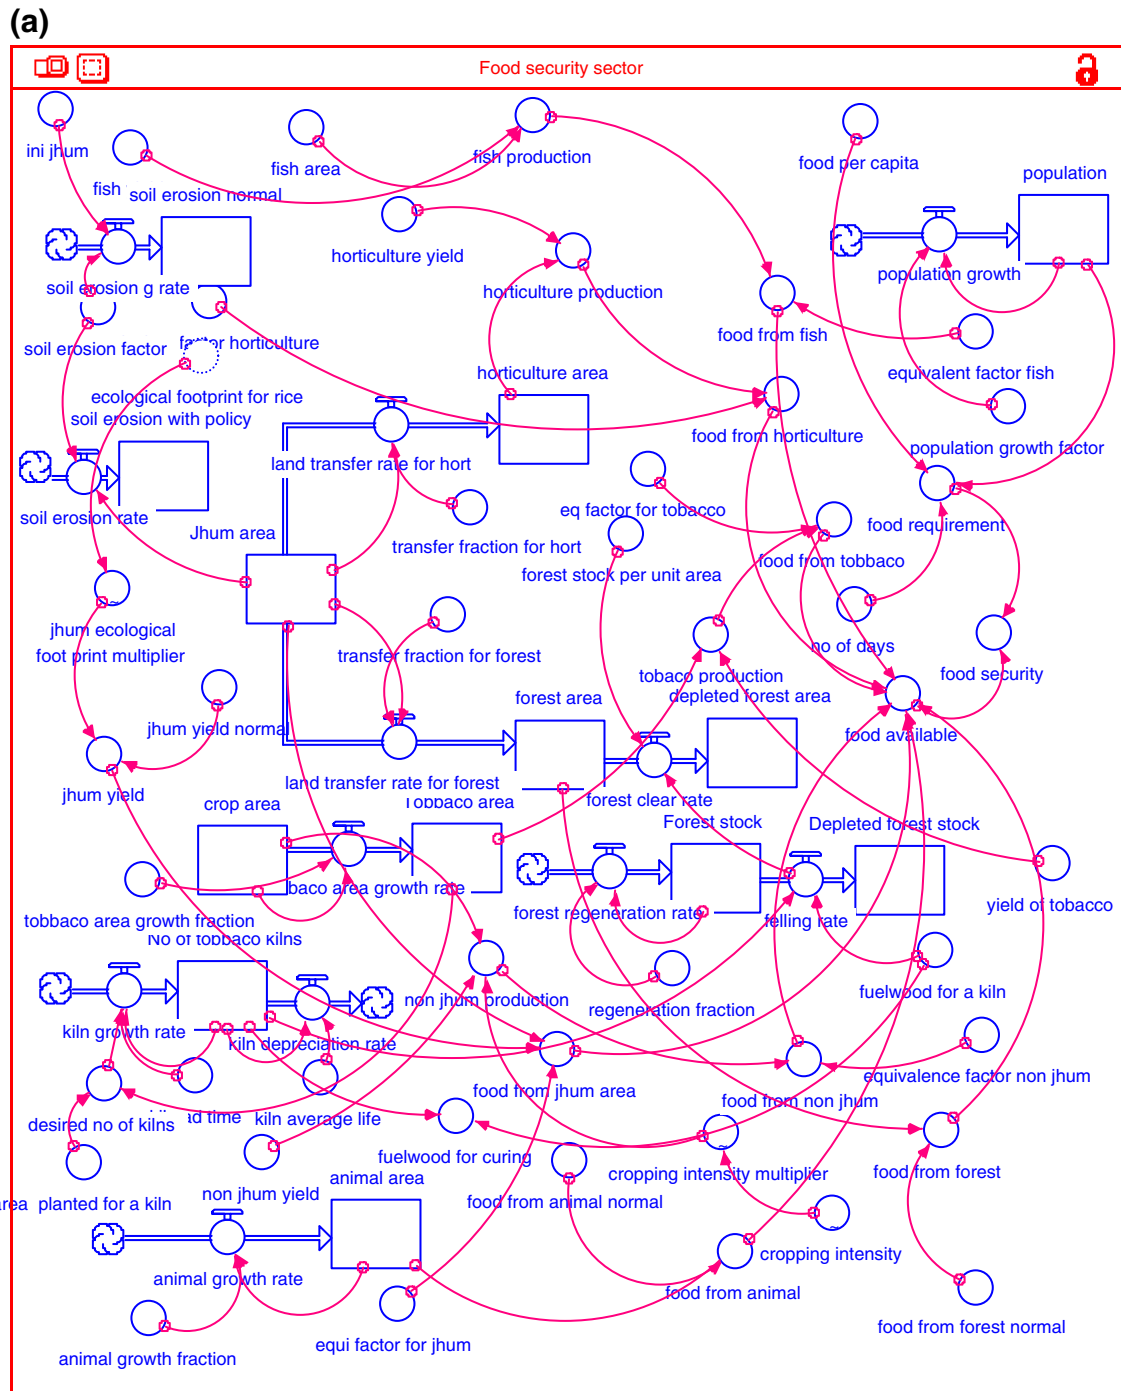 (a)
Food security sector
ini jhum
fish area
fish production
food per capita
population
fish
soil erosion normal
horticulture yield
population growth
soil erosion g rate
horticulture production
food from fish
soil erosion factor
horticulture
equivalent factor fish
horticulture area
ecological footprint for rice
soil erosion with policy
food from horticulture
population growth factor
land transfer rate for hort
soil erosion rate
eq factor for tobacco
food requirement
Jhum area
transfer fraction for hort
food from tobbaco
forest stock per unit area
jhum ecological
foot print multiplier
transfer fraction for forest
no of days
food security
tobaco production
depleted forest area
forest area
jhum yield normal
food available
land transfer rate for forest
jhum yield
crop area
Tobbaco area
forest clear rate
Forest stock
Depleted forest stock
baco area growth rate
tobbaco area growth fraction
forest regeneration rate
felling rate
yield of tobacco
No of tobbaco kilns
non jhum production
regeneration fraction
fuelwood for a kiln
kiln growth rate
kiln depreciation rate
food from jhum area
equivalence factor non jhum
food from non jhum
desired no of kilns
ad time
kiln average life
fuelwood for curing
cropping intensity multiplier
food from forest
area planted for a kiln
non jhum yield
animal area
food from animal normal
cropping intensity
animal growth rate
food from animal
equi factor for jhum
food from forest normal
animal growth fraction